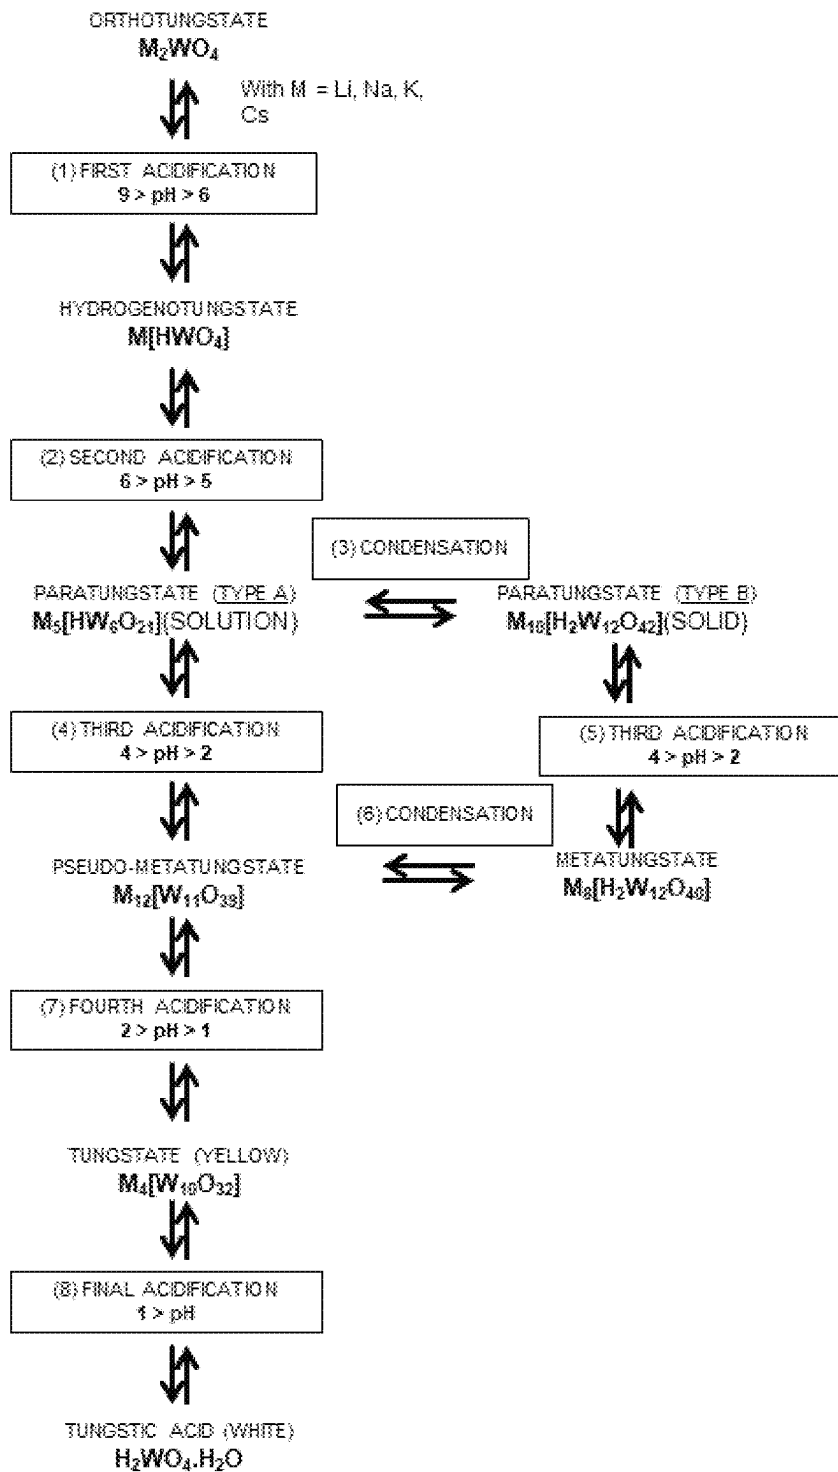 ORTHOTUNGSTATE
M₂WO₄
With M = Li, Na, K,
Cs
(1) FIRST ACIDIFICATION
9 > pH > 6
HYDROGENOTUNGSTATE
M[HWO₄]
(2) SECOND ACIDIFICATION
6 > pH > 5
(3) CONDENSATION
PARATUNGSTATE (TYPE A)
M₅[HW₆O₂₁](SOLUTION)
PARATUNGSTATE (TYPE B)
M₁₀[H₂W₁₂O₄₂](SOLID)
(4) THIRD ACIDIFICATION
4 > pH > 2
(5) THIRD ACIDIFICATION
4 > pH > 2
(6) CONDENSATION
PSEUDO-METATUNGSTATE
M₁₂[W₁₁O₃₉]
METATUNGSTATE
M₈[H₂W₁₂O₄₀]
(7) FOURTH ACIDIFICATION
2 > pH > 1
TUNGSTATE (YELLOW)
M₄[W₁₀O₃₂]
(8) FINAL ACIDIFICATION
1 > pH
TUNGSTIC ACID (WHITE)
H₂WO₄.H₂O